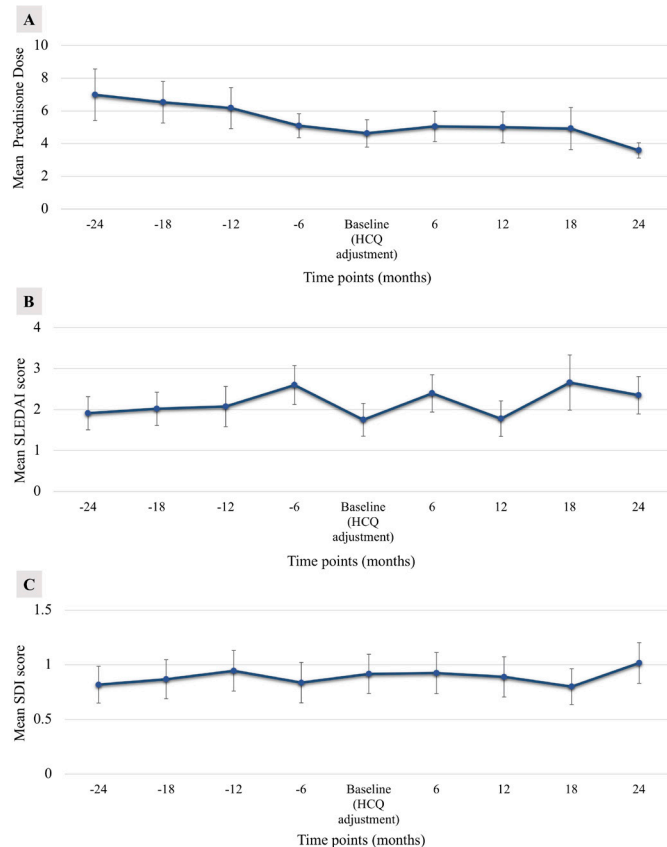 A
Mean Prednisone Dose
10
8
6
4
2
0
-24 -18 -12 -6 Baseline 6 12 18 24
(HCQ
adjustment)
Time points (months)
B
Mean SLEDAI score
4
3
2
1
0
-24 -18 -12 -6 Baseline 6 12 18 24
(HCQ
adjustment)
Time points (months)
C
Mean SDI score
1.5
1
0.5
0
-24 -18 -12 -6 Baseline 6 12 18 24
(HCQ
adjustment)
Time points (months)